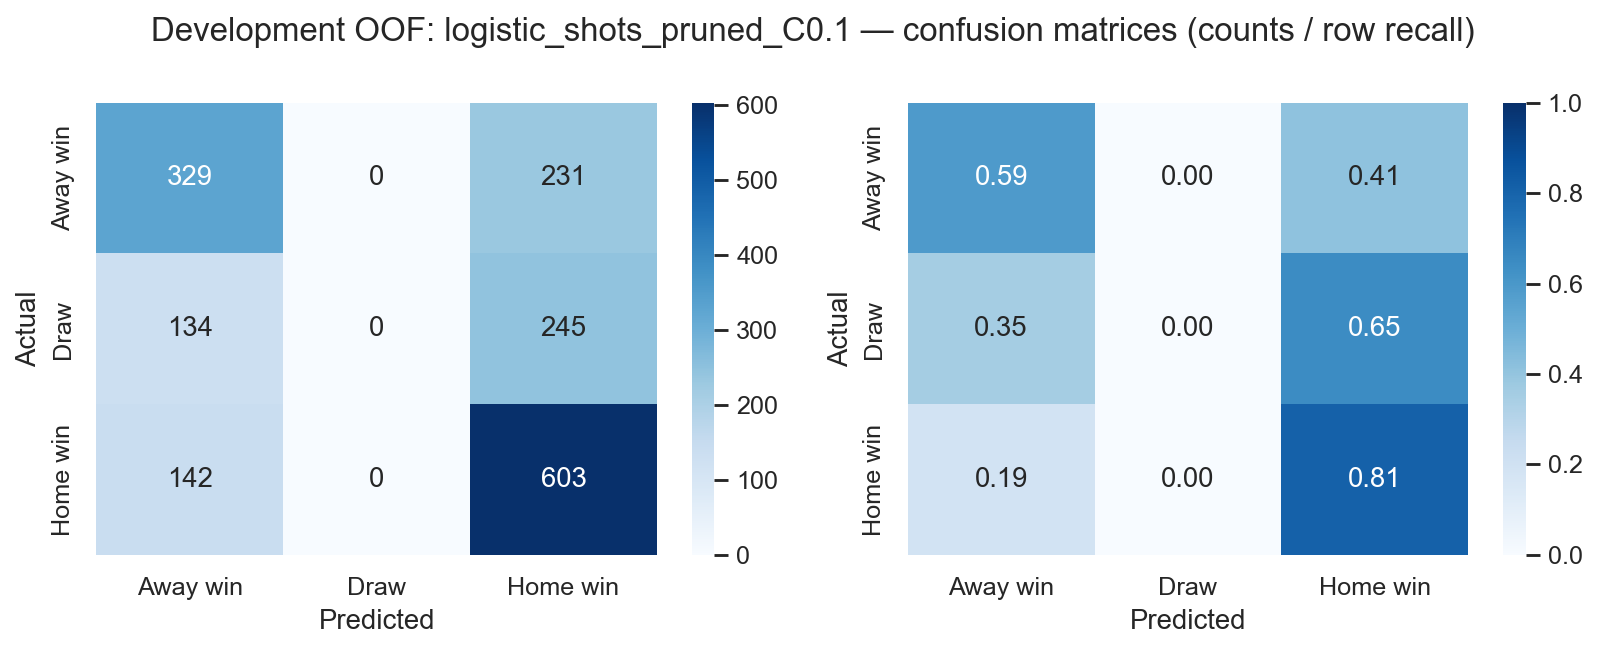 Development OOF: logistic_shots_pruned_C0.1 — confusion matrices (counts / row recall)
Actual
Away win
Draw
Home win
329 0 231
134 0 245
142 0 603
Away win Draw Home win
Predicted
600
500
400
300
200
100
0
Actual
Away win
Draw
Home win
0.59 0.00 0.41
0.35 0.00 0.65
0.19 0.00 0.81
Away win Draw Home win
Predicted
1.0
0.8
0.6
0.4
0.2
0.0